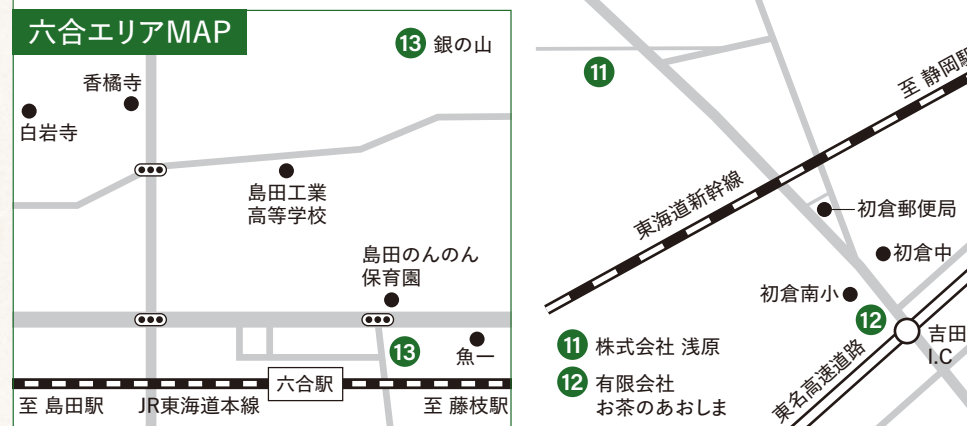 六合エリアMAP
13 銀の山
香橘寺
白岩寺
島田工業
高等学校
島田のんのん
保育園
13
魚一
六合駅
至 島田駅
JR東海道本線
至 藤枝駅
11
至 静岡駅
東海道新幹線
初倉郵便局
初倉中
初倉南小
12
吉田
I.C
東名高速道路
11 株式会社 浅原
12 有限会社
お茶のあおしま